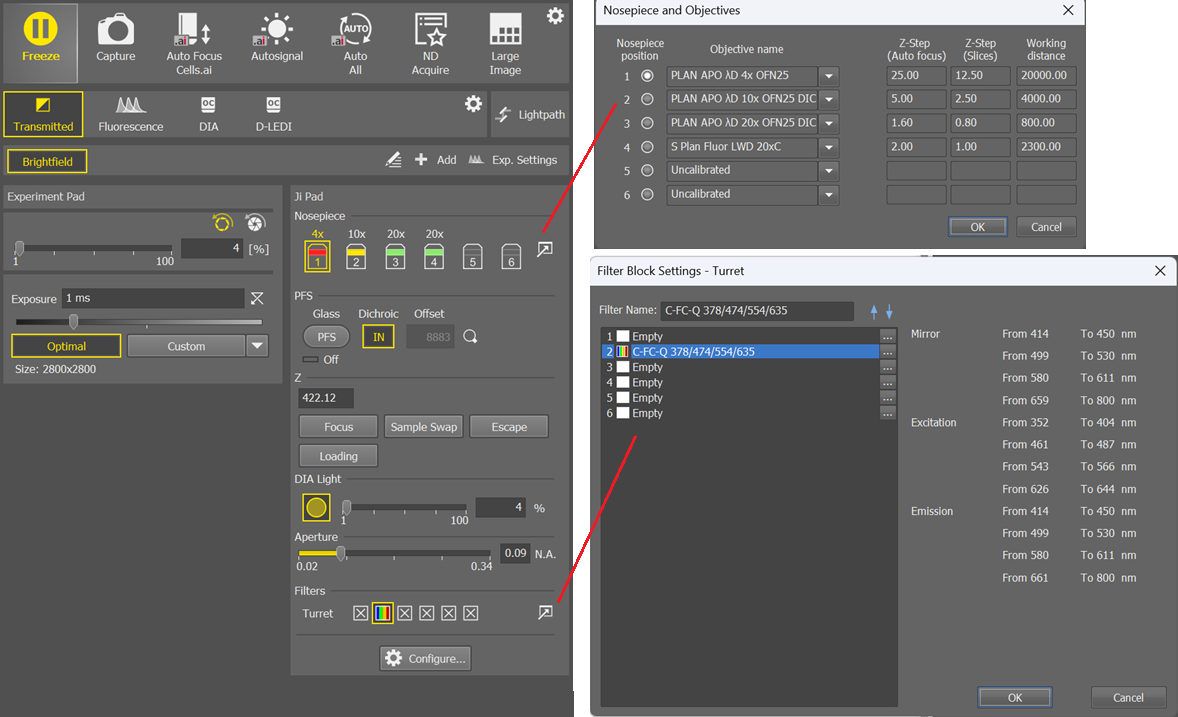 Freeze
Capture
Auto Focus
Cells.ai
Autosignal
Auto
All
ND
Acquire
Large
Image
.ai
.ai
AUTO
.ai
Transmitted
Fluorescence
DC
DIA
DC
D-LEDI
Lightpath
Brightfield
Add
Exp. Settings
Experiment Pad
4 [%]
1 100
Exposure 1 ms
Optimal Custom
Size: 2800x2800
Ji Pad
Nosepiece
4x 10x 20x 20x
1 2 3 4 5 6
PFS
Glass Dichroic Offset
PFS IN 8883
Off
Z
422.12
Focus Sample Swap Escape
Loading
DIA Light
4 %
1 100
Aperture
0.09 N.A.
0.02 0.34
Filters
Turret
Configure...
Nosepiece and Objectives
Nosepiece
position
Objective name
Z-Step
(Auto focus)
Z-Step
(Slices)
Working
distance
1 PLAN APO λD 4x OFN25 25.00 12.50 20000.00
2 PLAN APO λD 10x OFN25 DIC 5.00 2.50 4000.00
3 PLAN APO λD 20x OFN25 DIC 1.60 0.80 800.00
4 S Plan Fluor LWD 20xC 2.00 1.00 2300.00
5 Uncalibrated
6 Uncalibrated
OK Cancel
Filter Block Settings - Turret
Filter Name: C-FC-Q 378/474/554/635
1 Empty ...
2 C-FC-Q 378/474/554/635 ...
3 Empty ...
4 Empty ...
5 Empty ...
6 Empty ...
Mirror From 414 To 450 nm
From 499 To 530 nm
From 580 To 611 nm
From 659 To 800 nm
Excitation From 352 To 404 nm
From 461 To 487 nm
From 543 To 566 nm
From 626 To 644 nm
Emission From 414 To 450 nm
From 499 To 530 nm
From 580 To 611 nm
From 661 To 800 nm
OK Cancel